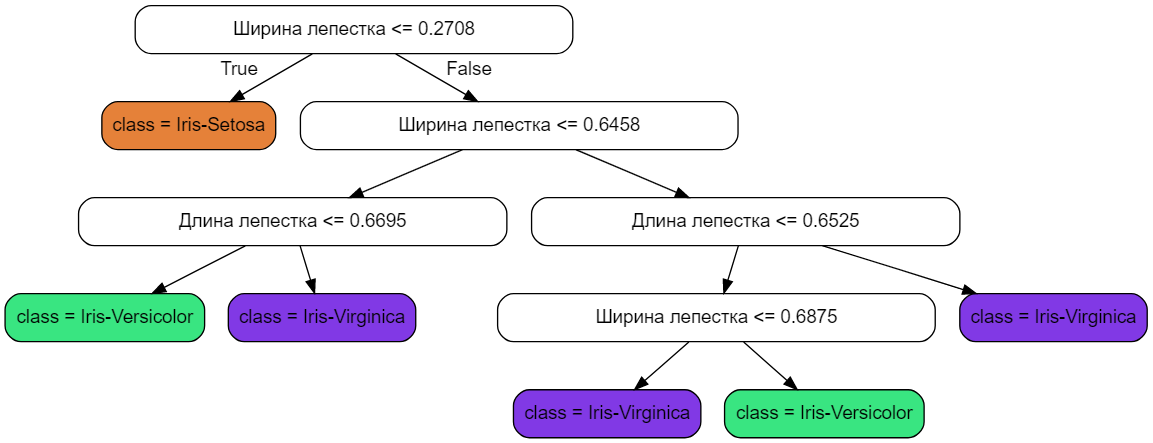 Ширина лепестка <= 0.2708
True
False
class = Iris-Setosa
Ширина лепестка <= 0.6458
Длина лепестка <= 0.6695
Длина лепестка <= 0.6525
class = Iris-Versicolor
class = Iris-Virginica
Ширина лепестка <= 0.6875
class = Iris-Virginica
class = Iris-Virginica
class = Iris-Versicolor